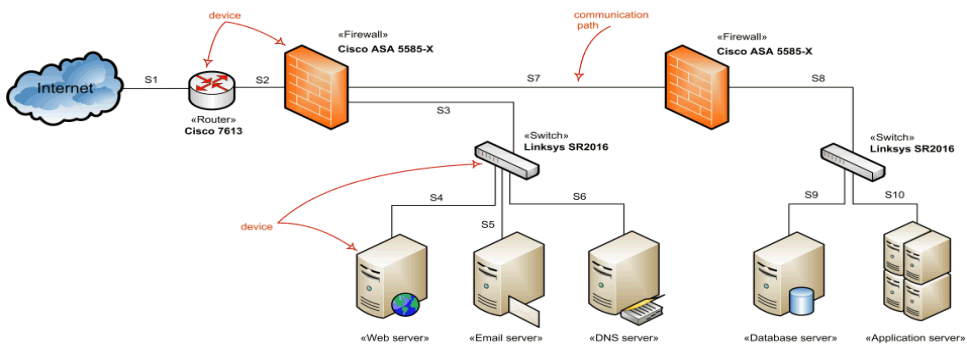 device
communication
path
«Firewall»
Cisco ASA 5585-X
«Firewall»
Cisco ASA 5585-X
Internet
S1
S2
S7
S8
S3
«Router»
Cisco 7613
«Switch»
Linksys SR2016
«Switch»
Linksys SR2016
S4
S5
S6
S9
S10
device
«Web server»
«Email server»
«DNS server»
«Database server»
«Application server»